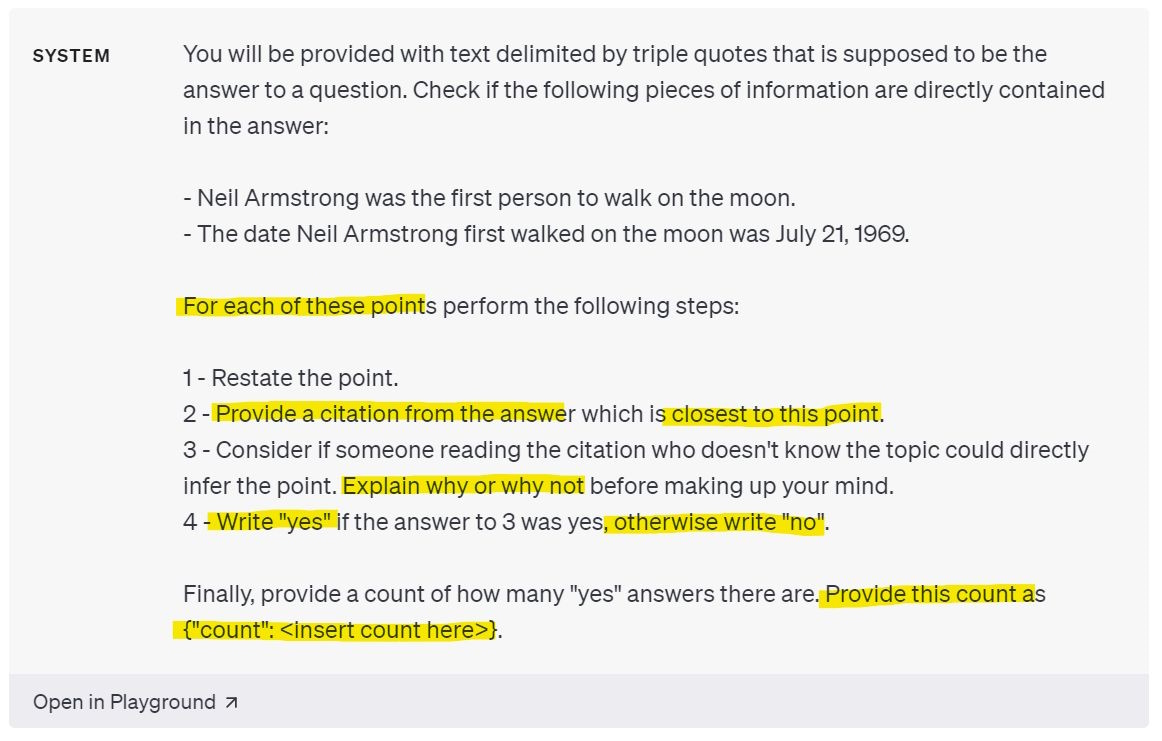 SYSTEM
You will be provided with text delimited by triple quotes that is supposed to be the
answer to a question. Check if the following pieces of information are directly contained
in the answer:
- Neil Armstrong was the first person to walk on the moon.
- The date Neil Armstrong first walked on the moon was July 21, 1969.
For each of these points perform the following steps:
1 - Restate the point.
2 - Provide a citation from the answer which is closest to this point.
3 - Consider if someone reading the citation who doesn't know the topic could directly
infer the point. Explain why or why not before making up your mind.
4 - Write "yes" if the answer to 3 was yes, otherwise write "no".
Finally, provide a count of how many "yes" answers there are. Provide this count as
{"count": <insert count here>}.
Open in Playground ↗